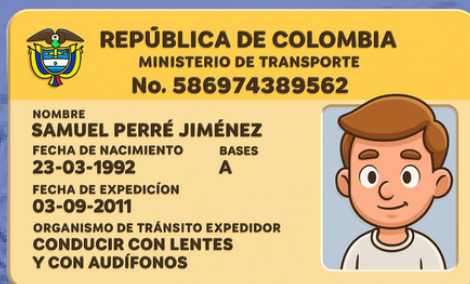 REPÚBLICA DE COLOMBIA
MINISTERIO DE TRANSPORTE
No. 586974389562
NOMBRE
SAMUEL PERRÉ JIMÉNEZ
FECHA DE NACIMIENTO BASES
23-03-1992 A
FECHA DE EXPEDICÍON
03-09-2011
ORGANISMO DE TRÁNSITO EXPEDIDOR
CONDUCIR CON LENTES
Y CON AUDÍFONOS